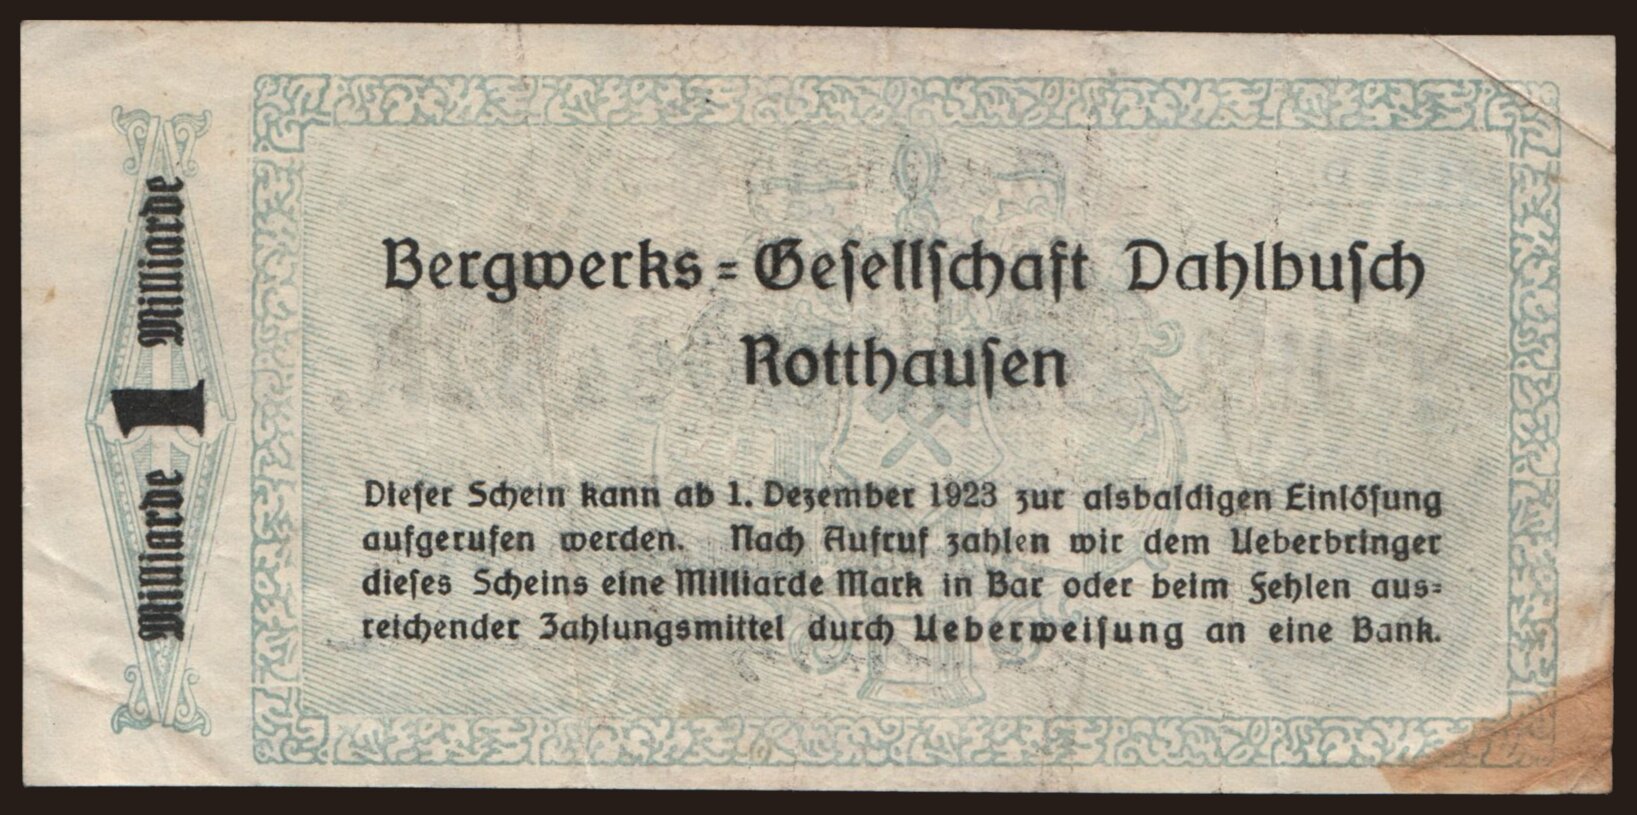 Milliarde 1 Milliarde
Bergwerks=Gesellschaft Dahlbusch
Rotthausen
Dieser Schein kann ab 1. Dezember 1923 zur alsbaldigen Einlösung
aufgerufen werden. Nach Aufruf zahlen wir dem Ueberbringer
dieses Scheins eine Milliarde Mark in Bar oder beim Fehlen aus=
reichender Zahlungsmittel durch Ueberweisung an eine Bank.